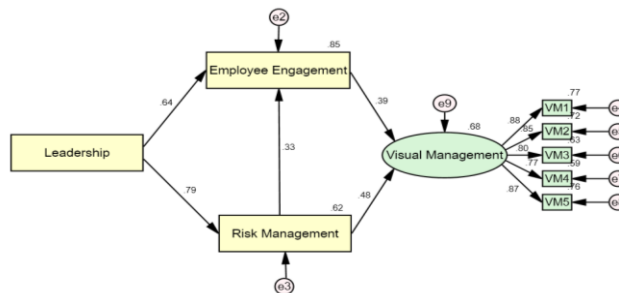 e2
.85
Employee Engagement
.64
.39
e9
.77
.88
VM1
.72
.68
.85
VM2
.63
Leadership
.33
Visual Management
.80
VM3
.59
.77
VM4
.76
.79
.48
.87
VM5
.62
Risk Management
e3